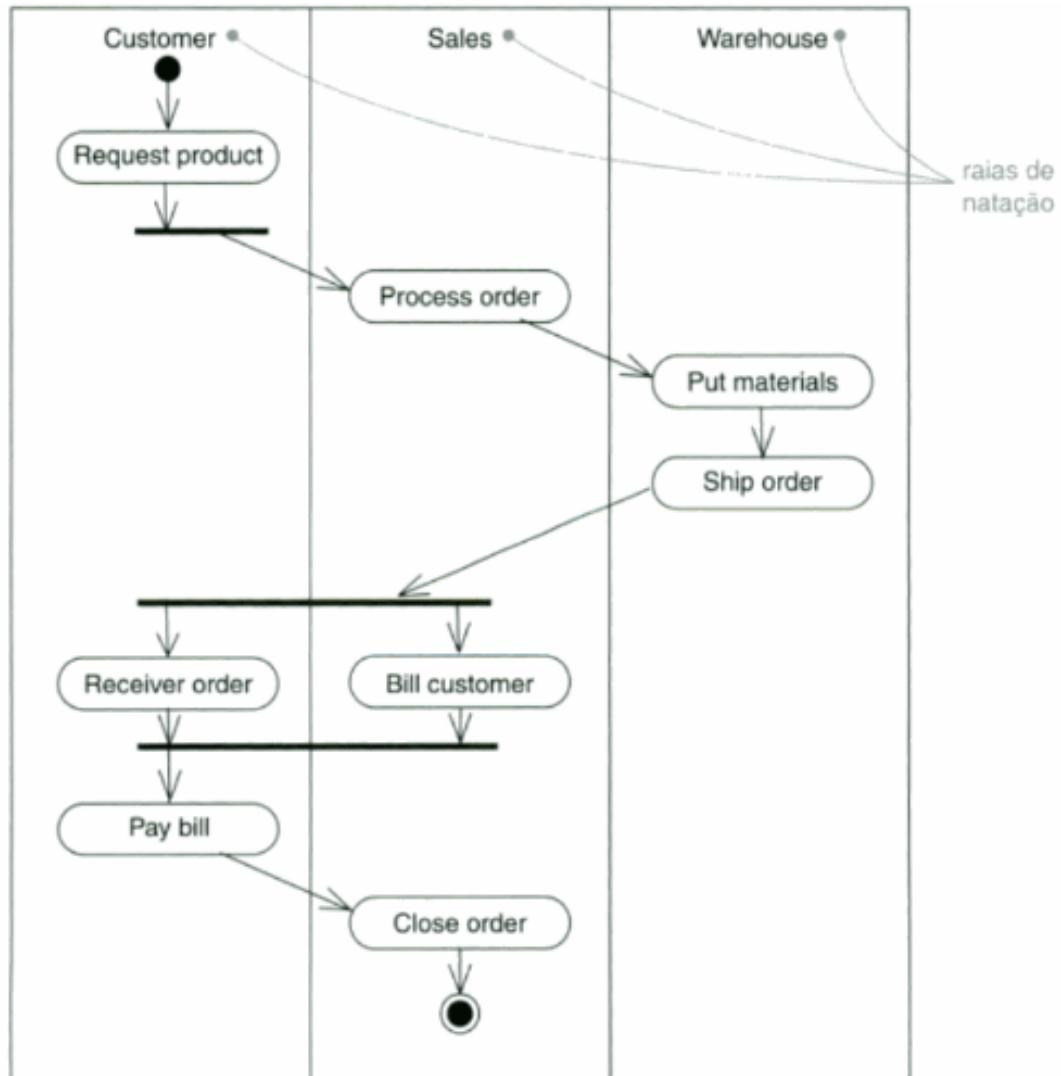 Customer
Sales
Warehouse
Request product
raias de
natação
Process order
Put materials
Ship order
Receiver order
Bill customer
Pay bill
Close order